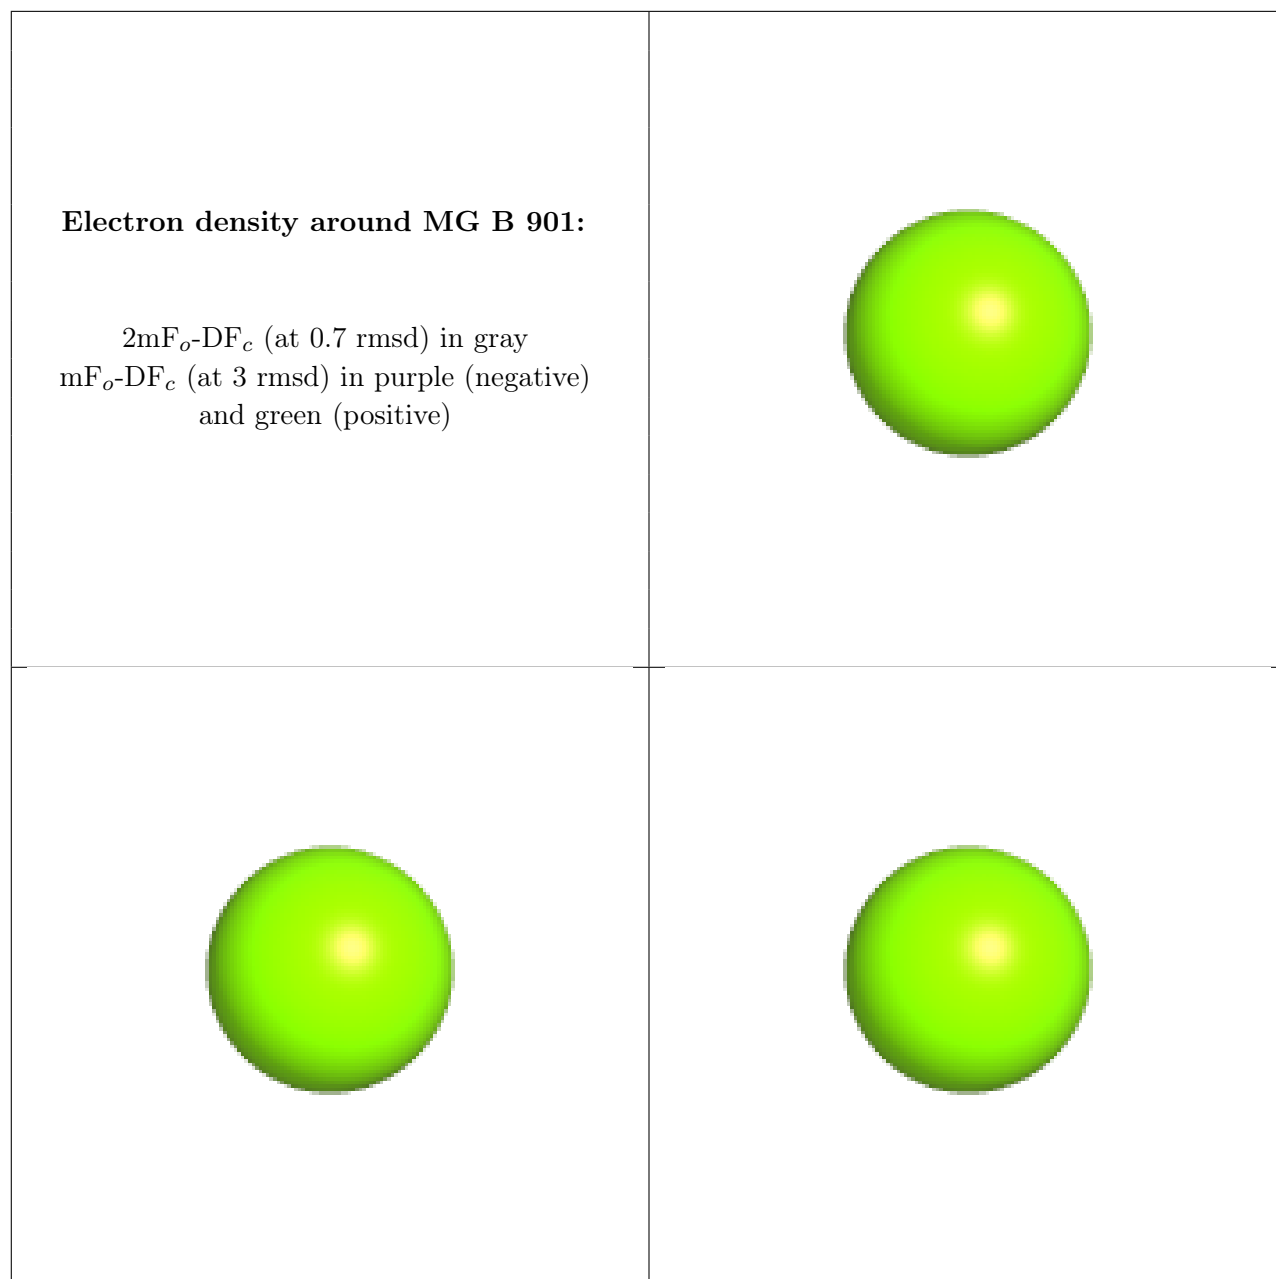 Electron density around MG B 901:
2mFo-DFc (at 0.7 rmsd) in gray
mFo-DFc (at 3 rmsd) in purple (negative)
and green (positive)